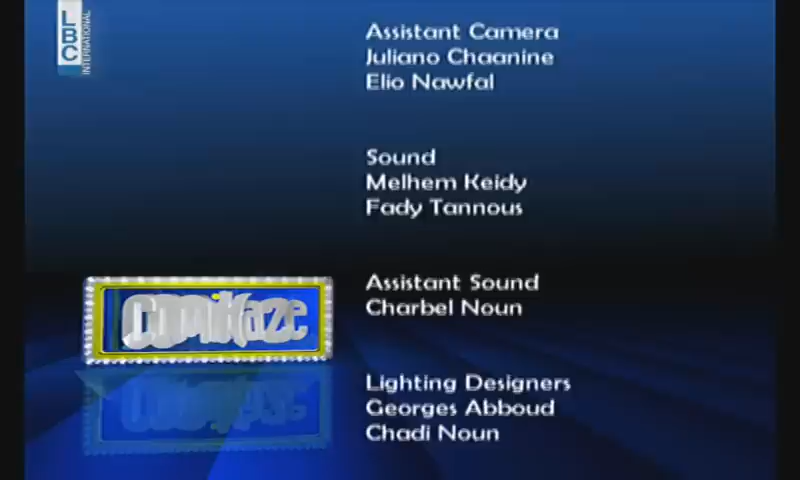 LBC
INTERNATIONAL
Assistant Camera
Juliano Chaanine
Elio Nawfal
Sound
Melhem Keidy
Fady Tannous
Assistant Sound
Charbel Noun
comikaze
Lighting Designers
Georges Abboud
Chadi Noun